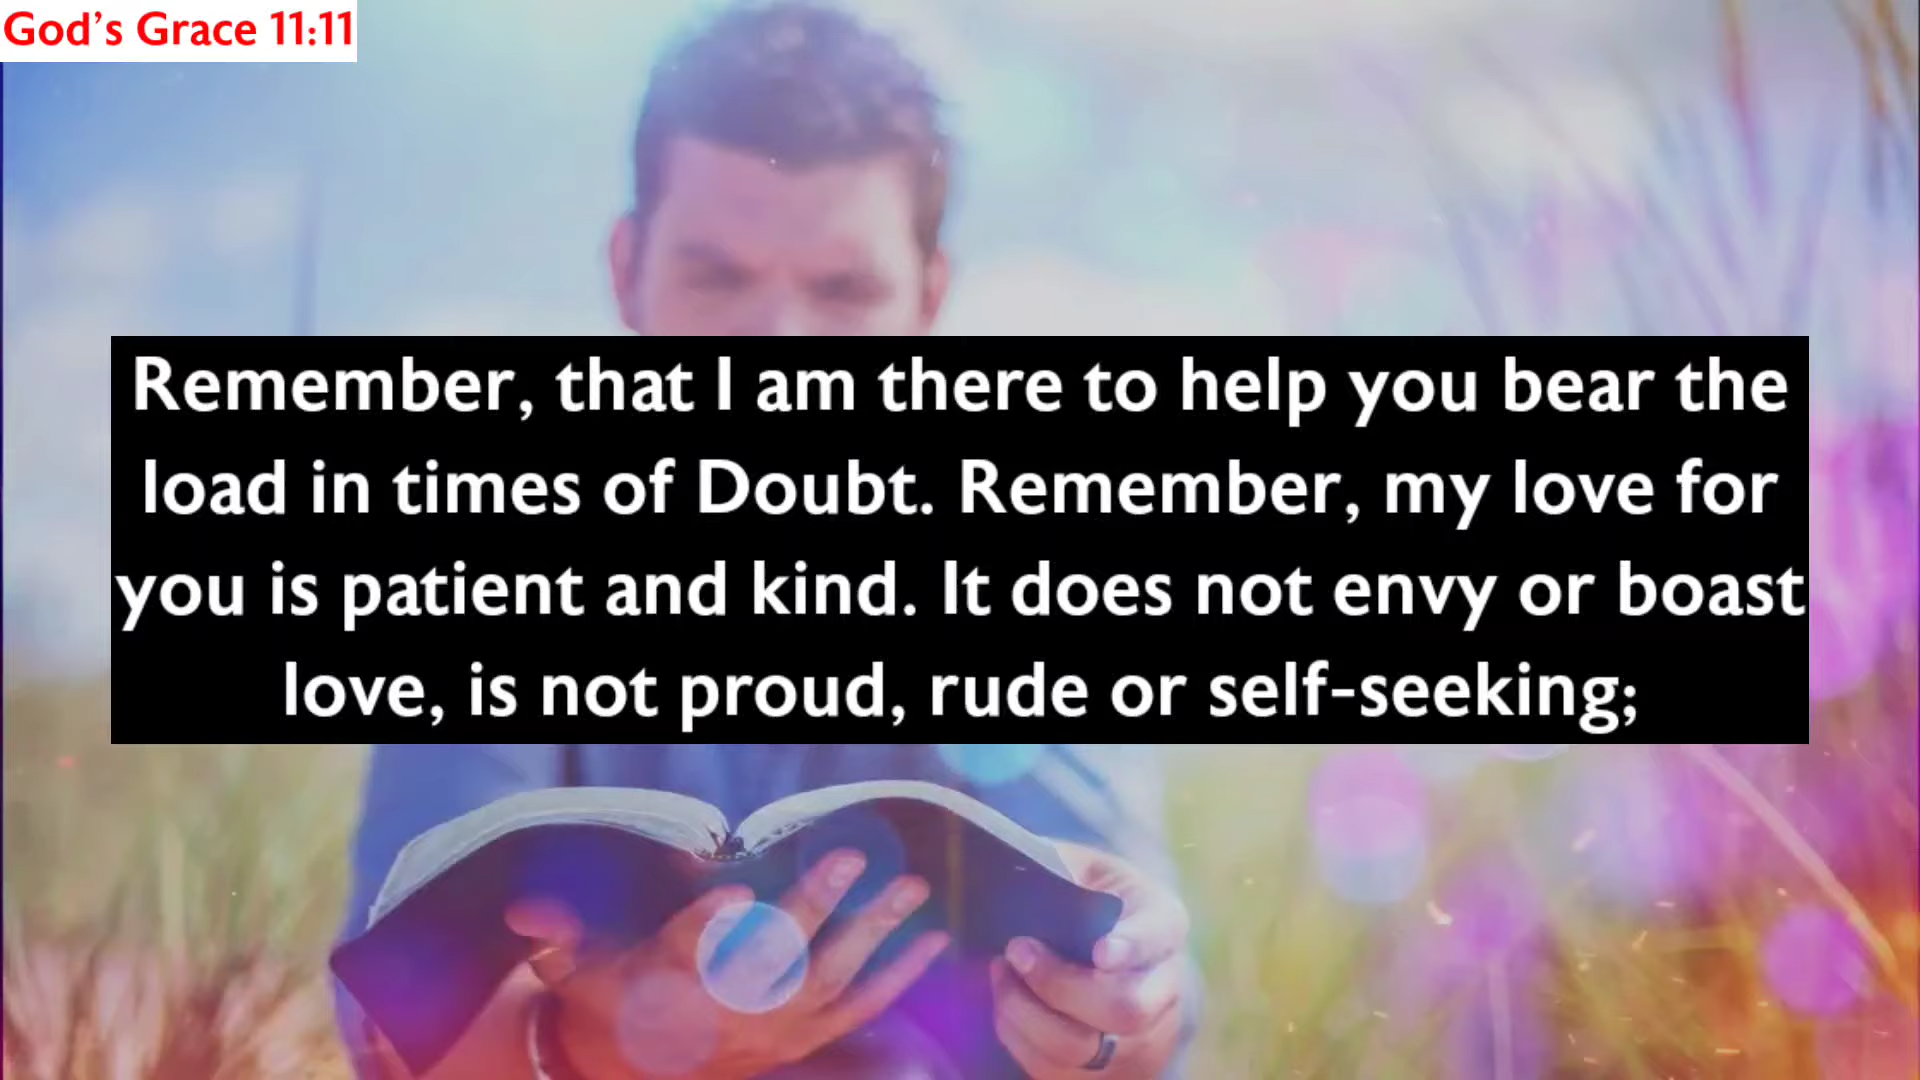 God's Grace 11:11
Remember, that I am there to help you bear the
load in times of Doubt. Remember, my love for
you is patient and kind. It does not envy or boast
love, is not proud, rude or self-seeking;